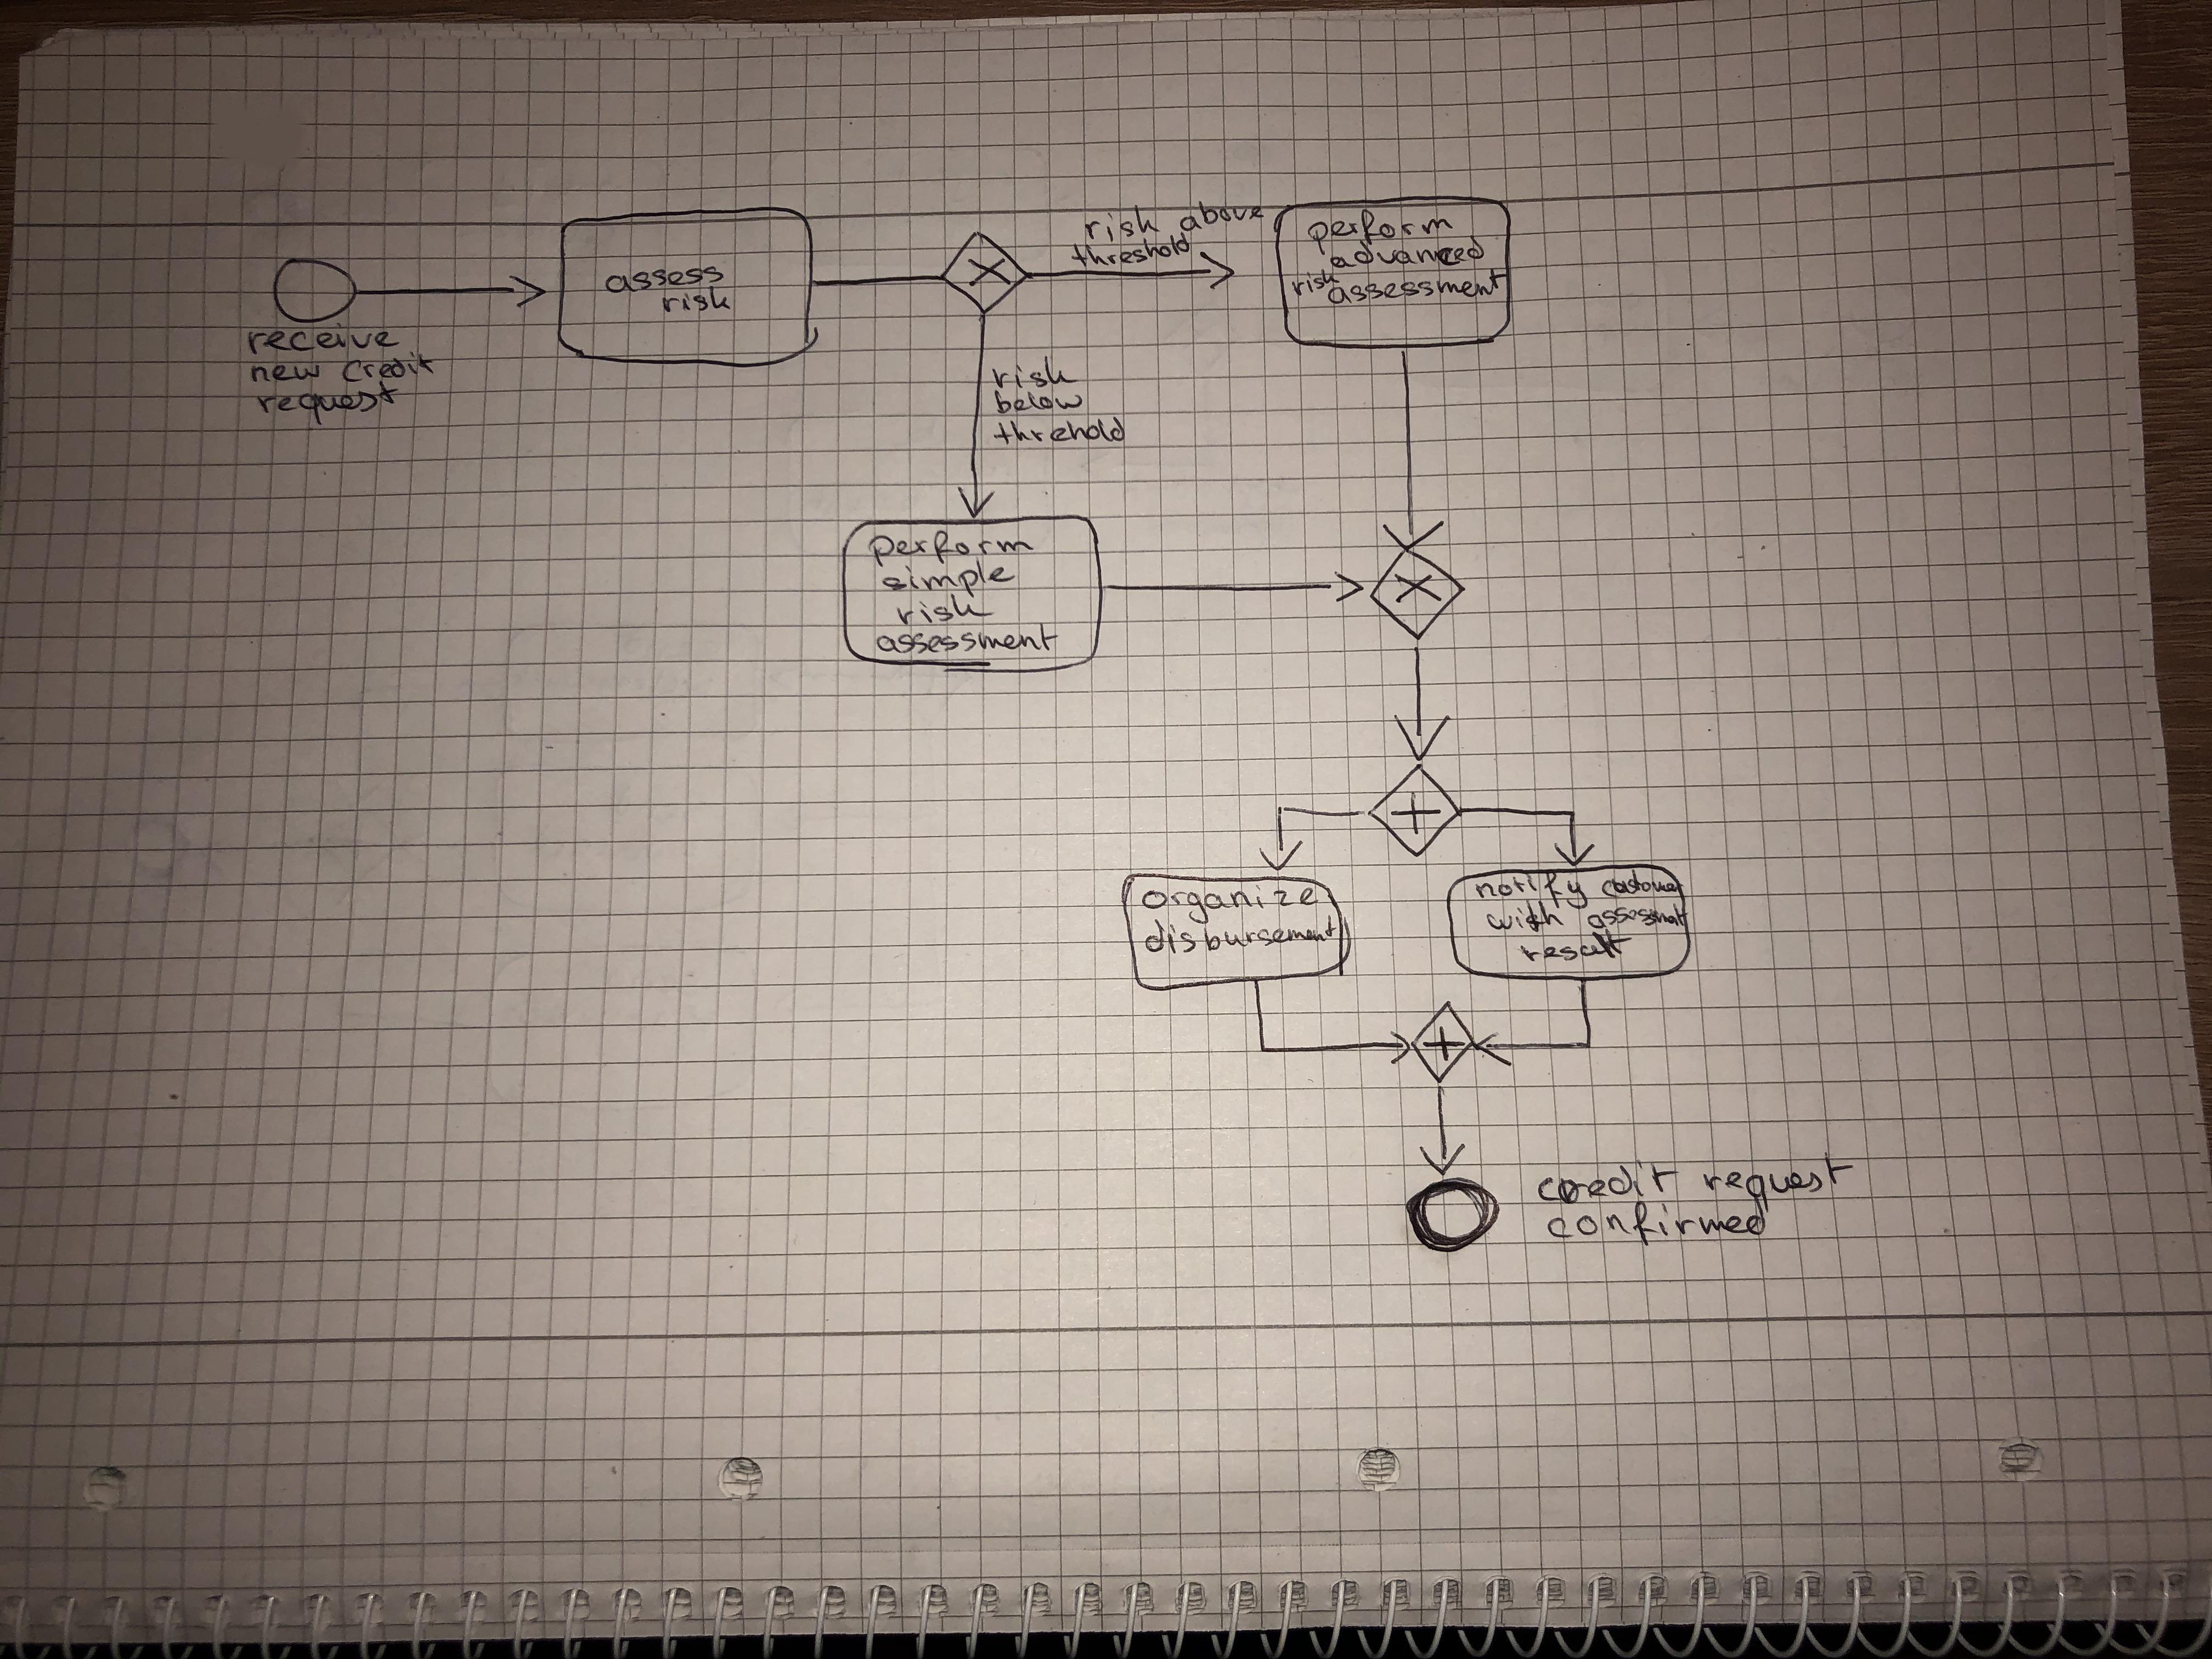 receive
new credit
request
assess
risk
risk above
threshold
perform
advanced
risk assessment
risk
below
threhold
perform
simple
risk
assessment
organize
disbursement
notify customer
with assesmnt
result
credit request
confirmed